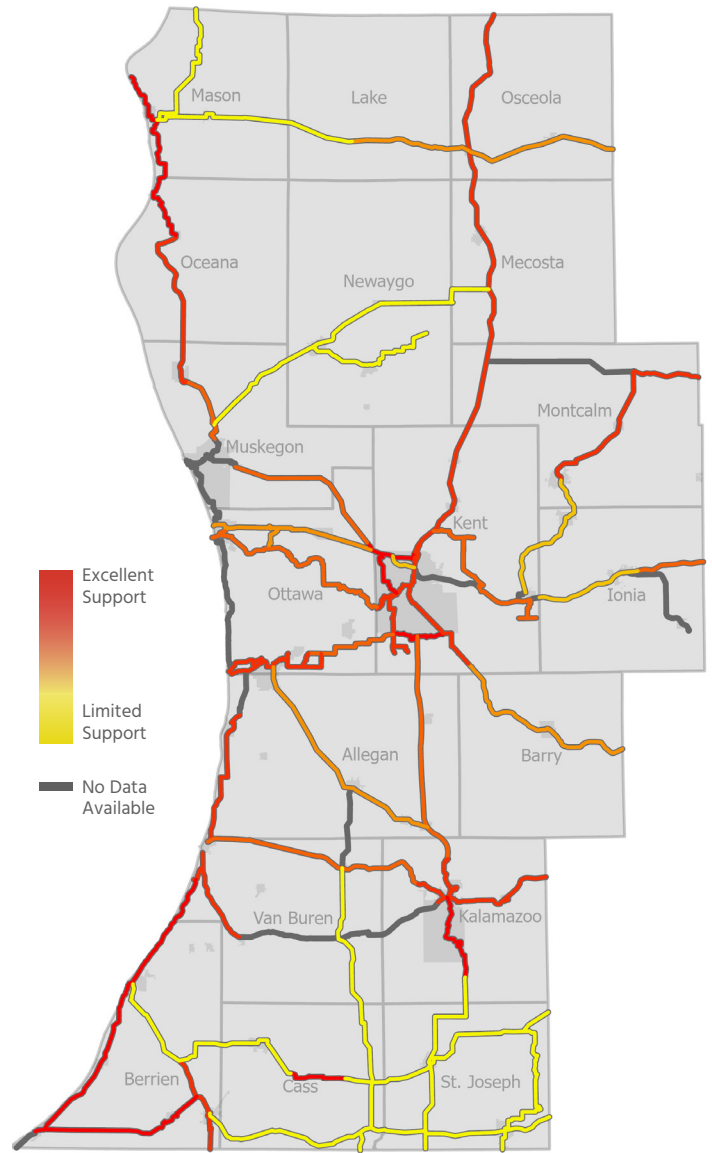 Mason
Lake
Osceola
Oceana
Newaygo
Mecosta
Montcalm
Muskegon
Kent
Ottawa
Ionia
Excellent
Support
Limited
Support
No Data
Available
Allegan
Barry
Van Buren
Kalamazoo
Berrien
Cass
St. Joseph